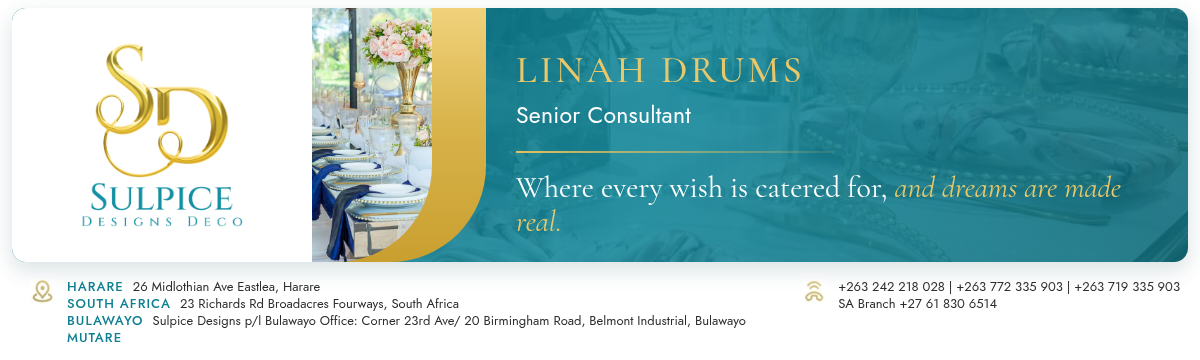 SD
SULPICE
DESIGNS DECO
LINAH DRUMS
Senior Consultant
Where every wish is catered for, and dreams are made
real.
HARARE 26 Midlothian Ave Eastlea, Harare
SOUTH AFRICA 23 Richards Rd Broadacres Fourways, South Africa
BULAWAYO Sulpice Designs p/l Bulawayo Office: Corner 23rd Ave/ 20 Birmingham Road, Belmont Industrial, Bulawayo
MUTARE
+263 242 218 028 | +263 772 335 903 | +263 719 335 903
SA Branch +27 61 830 6514